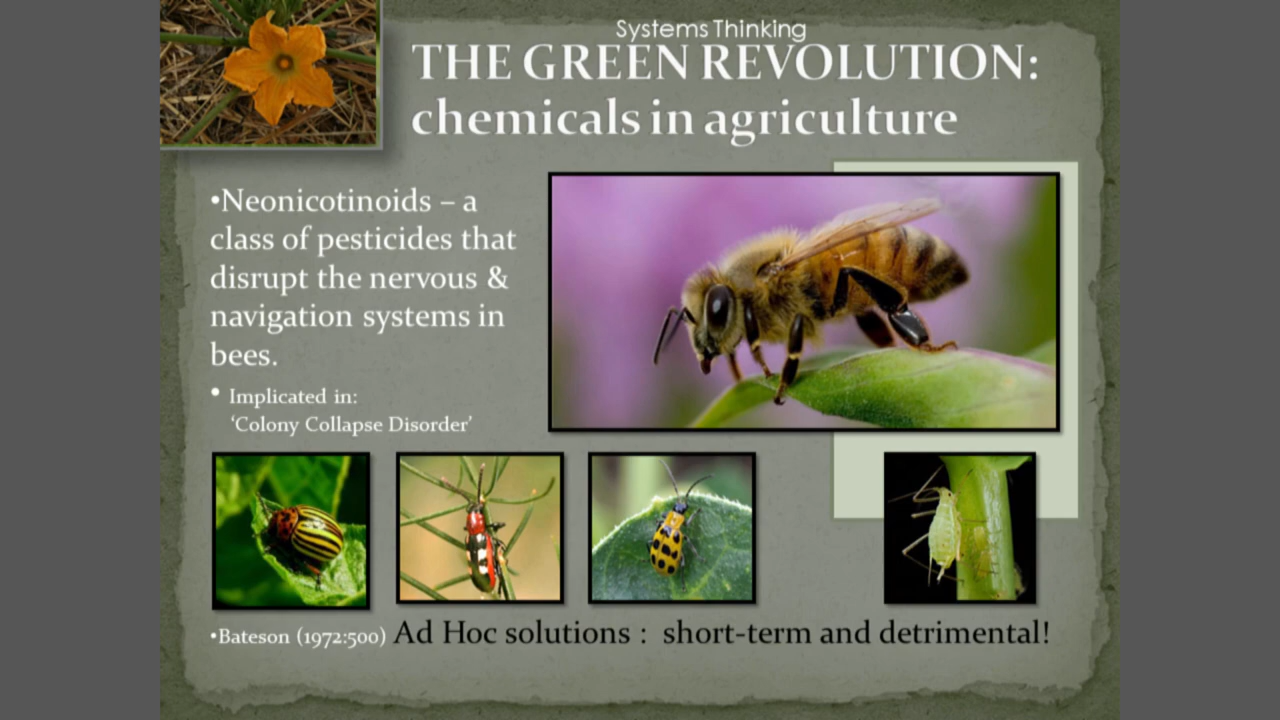 Systems Thinking
THE GREEN REVOLUTION:
chemicals in agriculture
•Neonicotinoids – a
class of pesticides that
disrupt the nervous &
navigation systems in
bees.
• Implicated in:
‘Colony Collapse Disorder’
•Bateson (1972:500) Ad Hoc solutions : short-term and detrimental!